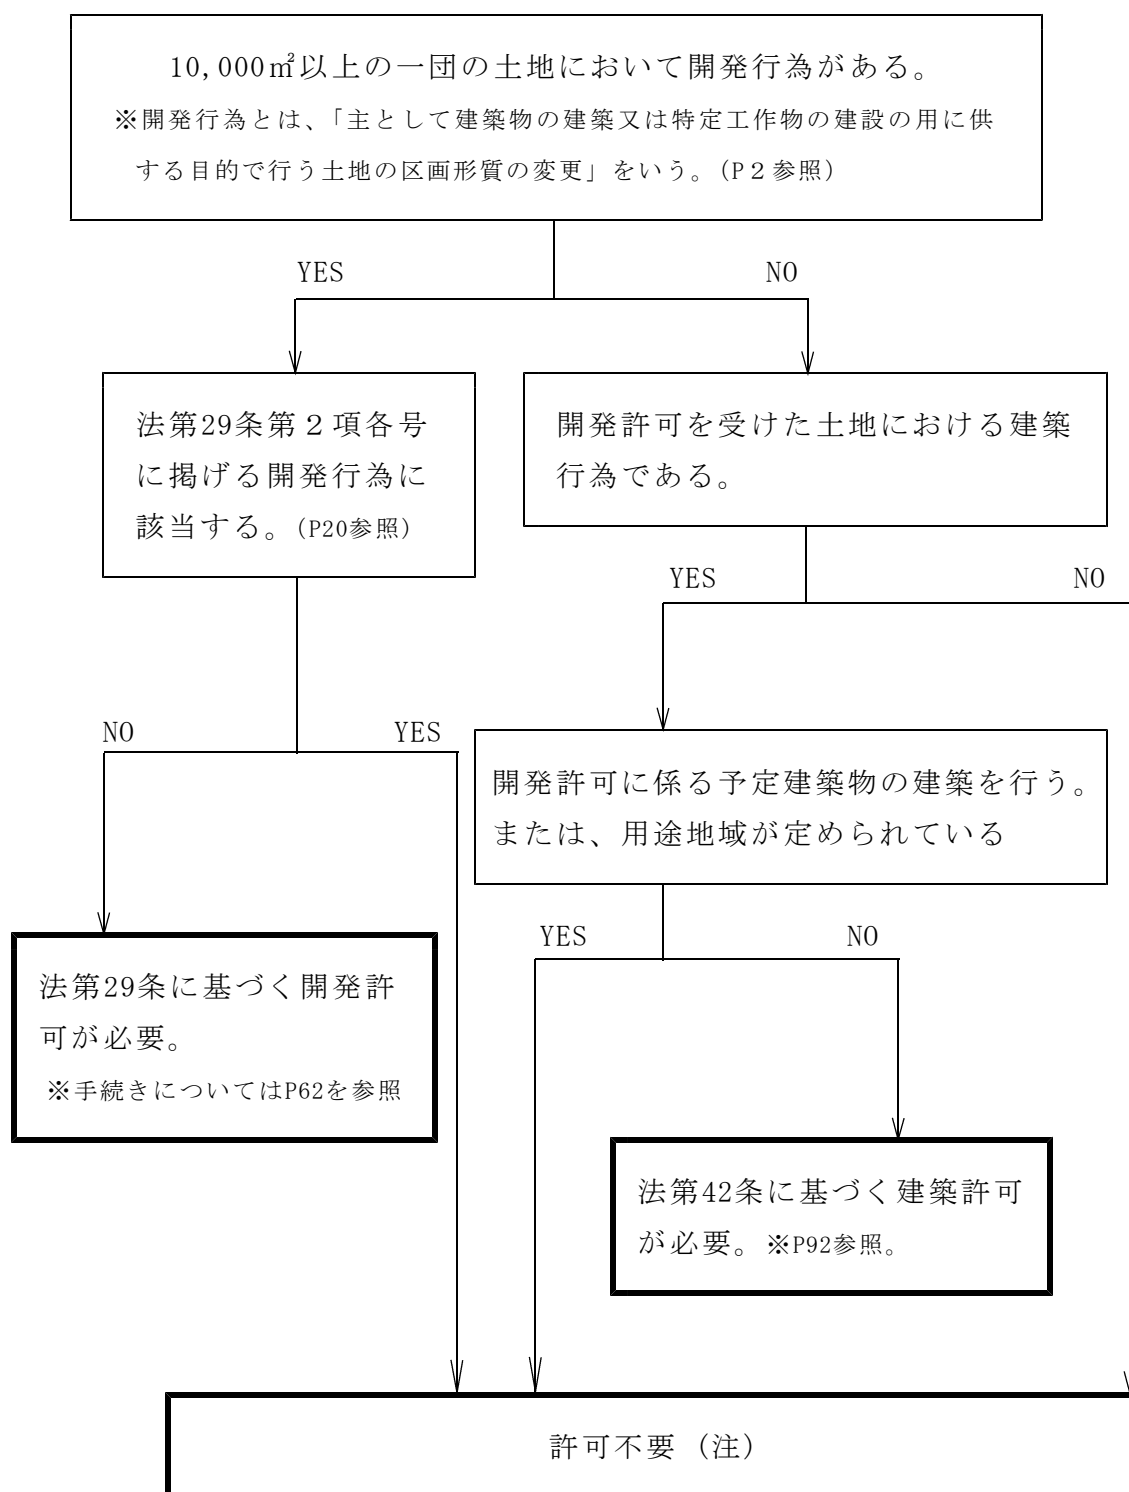 10,000㎡以上の一団の土地において開発行為がある。
※開発行為とは、「主として建築物の建築又は特定工作物の建設の用に供
する目的で行う土地の区画形質の変更」をいう。(P2参照)
YES
NO
法第29条第2項各号
に掲げる開発行為に
該当する。(P20参照)
開発許可を受けた土地における建築
行為である。
YES
NO
NO
YES
開発許可に係る予定建築物の建築を行う。
または、用途地域が定められている
YES
NO
法第29条に基づく開発許
可が必要。
※手続きについてはP62を参照
法第42条に基づく建築許可
が必要。※P92参照。
許可不要(注)